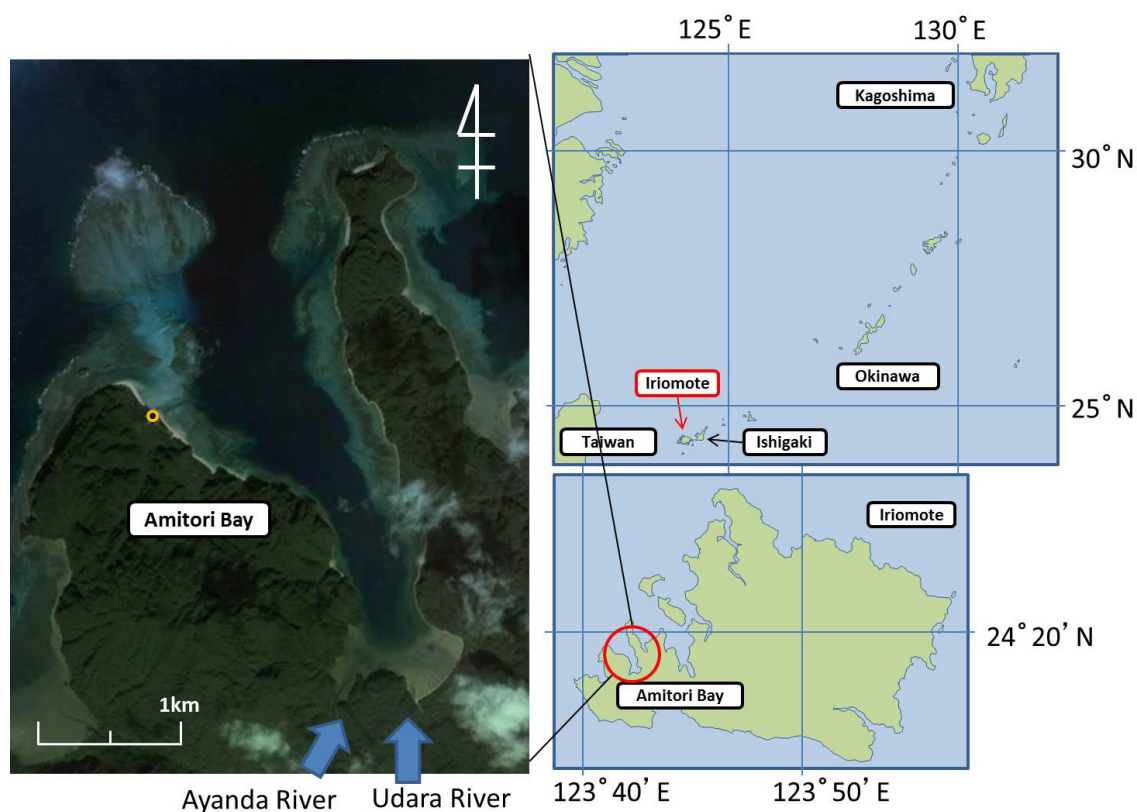 125°E
130°E
Kagoshima
30°N
Okinawa
Iriomote
25°N
Taiwan
Ishigaki
Iriomote
24°20'N
Amitori Bay
123°40'E
123°50'E
Amitori Bay
1km
Ayanda River
Udara River